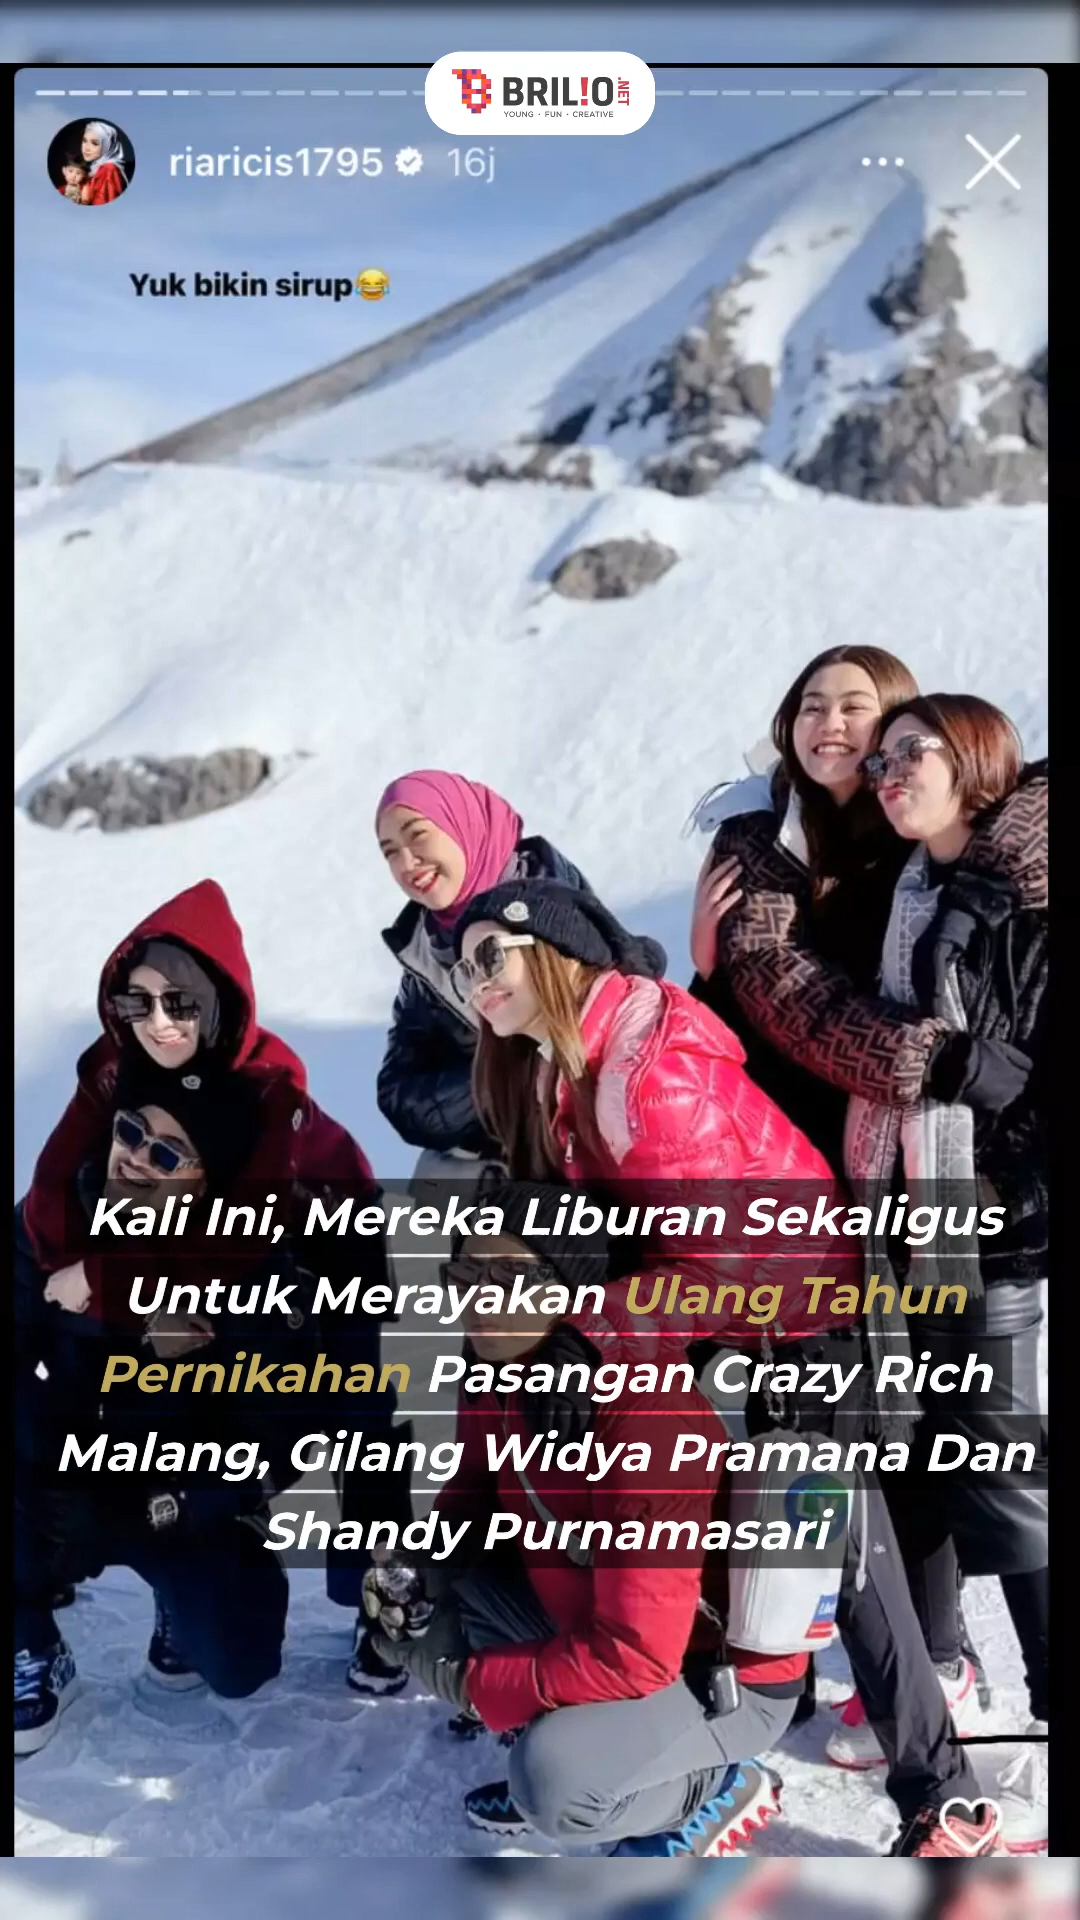 BRIL!O.NET
YOUNG · FUN · CREATIVE
riaricis1795 16j
Yuk bikin sirup😂
Kali Ini, Mereka Liburan Sekaligus
Untuk Merayakan Ulang Tahun
Pernikahan Pasangan Crazy Rich
Malang, Gilang Widya Pramana Dan
Shandy Purnamasari